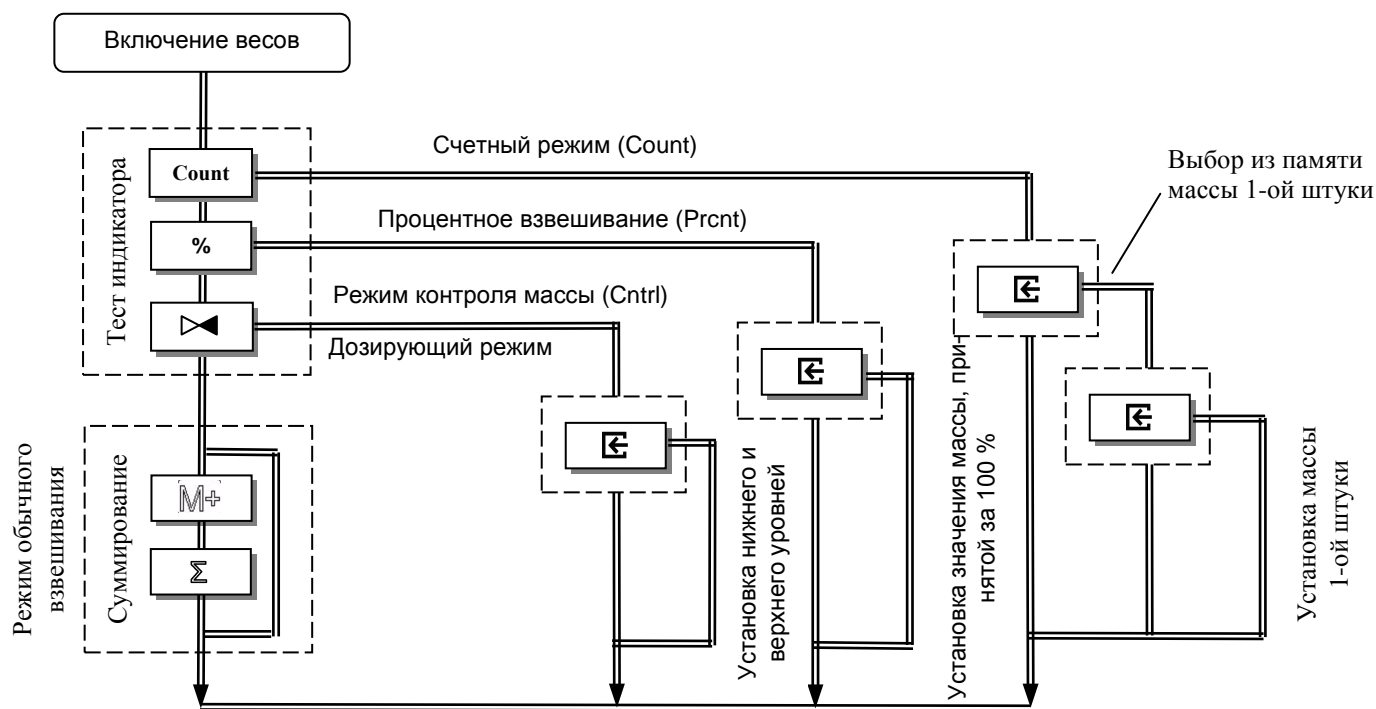 Включение весов
Тест индикатора
Count
%
Счетный режим (Count)
Процентное взвешивание (Prcnt)
Режим контроля массы (Cntrl)
Дозирующий режим
Выбор из памяти
массы 1-ой штуки
Режим обычного
взвешивания
Суммирование
M+
Σ
Установка нижнего и
верхнего уровней
Установка значения массы, при-
нятой за 100 %
Установка массы
1-ой штуки